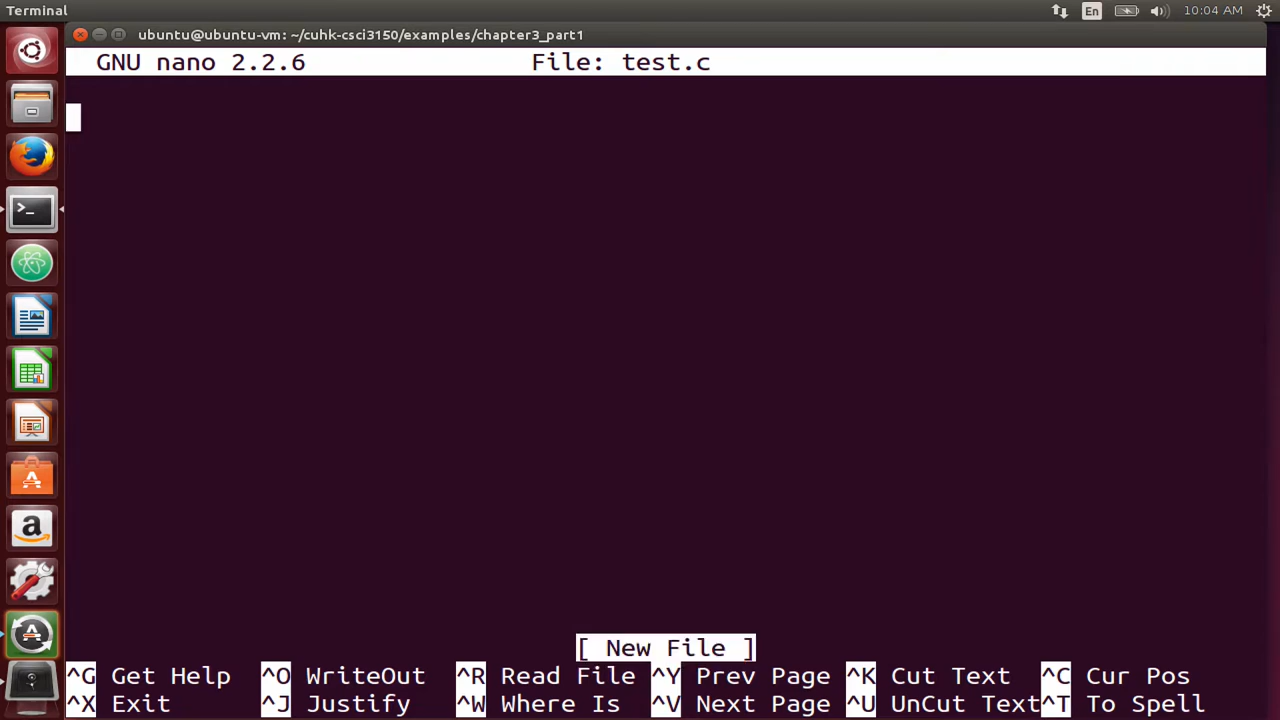 Terminal En 10:04 AM
ubuntu@ubuntu-vm: ~/cuhk-csci3150/examples/chapter3_part1
GNU nano 2.2.6 File: test.c
[ New File ]
^G Get Help ^O WriteOut ^R Read File ^Y Prev Page ^K Cut Text ^C Cur Pos
^X Exit ^J Justify ^W Where Is ^V Next Page ^U UnCut Text ^T To Spell